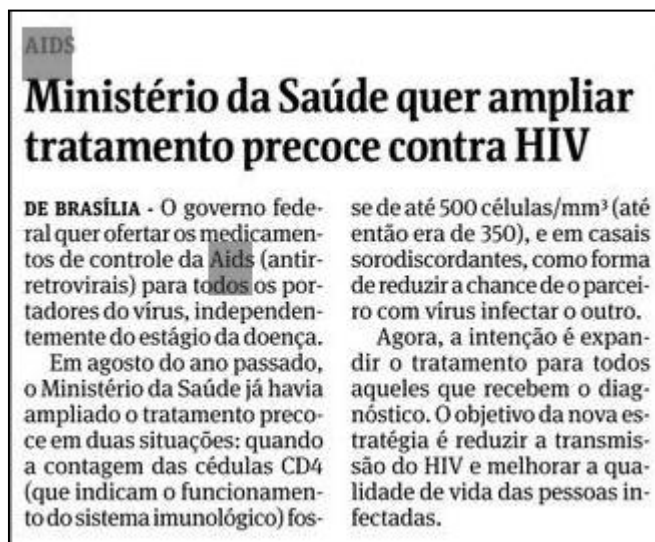 AIDS
Ministério da Saúde quer ampliar
tratamento precoce contra HIV
DE BRASÍLIA - O governo fede-
ral quer ofertar os medicamen-
tos de controle da Aids (antir-
retrovirais) para todos os por-
tadores do vírus, independen-
temente do estágio da doença.
Em agosto do ano passado,
o Ministério da Saúde já havia
ampliado o tratamento preco-
ce em duas situações: quando
a contagem das cédulas CD4
(que indicam o funcionamen-
to do sistema imunológico) fos-
se de até 500 células/mm³ (até
então era de 350), e em casais
sorodiscordantes, como forma
de reduzir a chance de o parcei-
ro com vírus infectar o outro.
Agora, a intenção é expan-
dir o tratamento para todos
aqueles que recebem o diag-
nóstico. O objetivo da nova es-
tratégia é reduzir a transmis-
são do HIV e melhorar a qua-
lidade de vida das pessoas in-
fectadas.